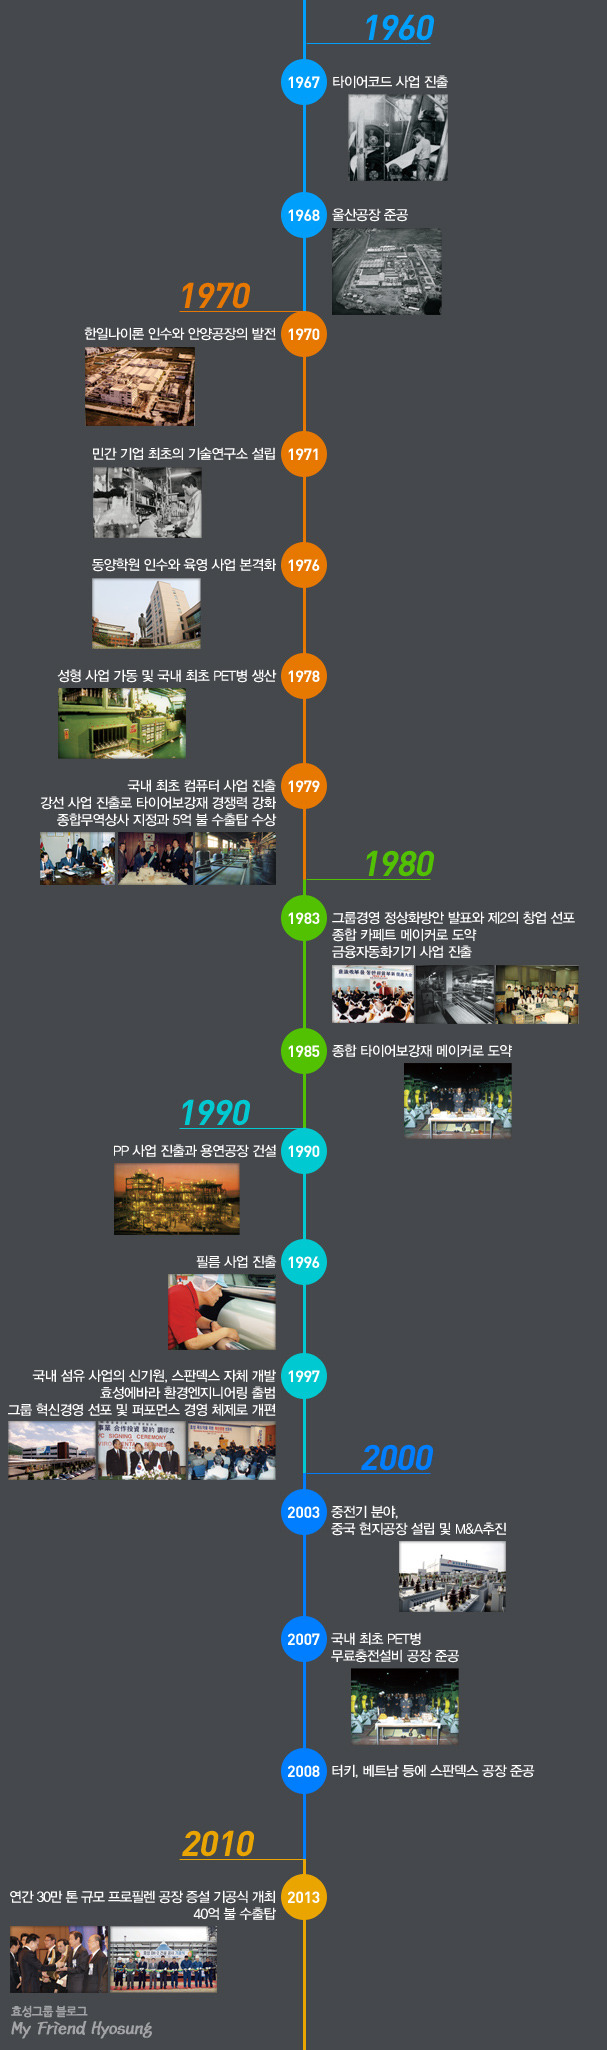 1960
1967
타이어코드 사업 진출
1968
울산공장 준공
1970
한일나이론 인수와 안양공장의 발전
1970
민간 기업 최초의 기술연구소 설립
1971
동양학원 인수와 육영 사업 본격화
1976
성형 사업 가동 및 국내 최초 PET병 생산
1978
국내 최초 컴퓨터 사업 진출
1979
강선 사업 진출로 타이어보강재 경쟁력 강화
종합무역상사 지정과 5억 불 수출탑 수상
1980
1983
그룹경영 정상화방안 발표와 제2의 창업 선포
종합 카페트 메이커로 도약
금융자동화기기 사업 진출
1985
종합 타이어보강재 메이커로 도약
1990
PP 사업 진출과 용연공장 건설
1990
필름 사업 진출
1996
국내 섬유 사업의 신기원, 스판덱스 자체 개발
1997
효성에바라 환경엔지니어링 출범
그룹 혁신경영 선포 및 퍼포먼스 경영 체제로 개편
事業 合作投資 契約 調印式
SIGNING CEREMONY
2000
2003
중전기 분야,
중국 현지공장 설립 및 M&A추진
2007
국내 최초 PET병
무료충전설비 공장 준공
2008
터키, 베트남 등에 스판덱스 공장 준공
2010
연간 30만 톤 규모 프로필렌 공장 증설 기공식 개최
2013
40억 불 수출탑
효성그룹 블로그
My Friend Hyosung